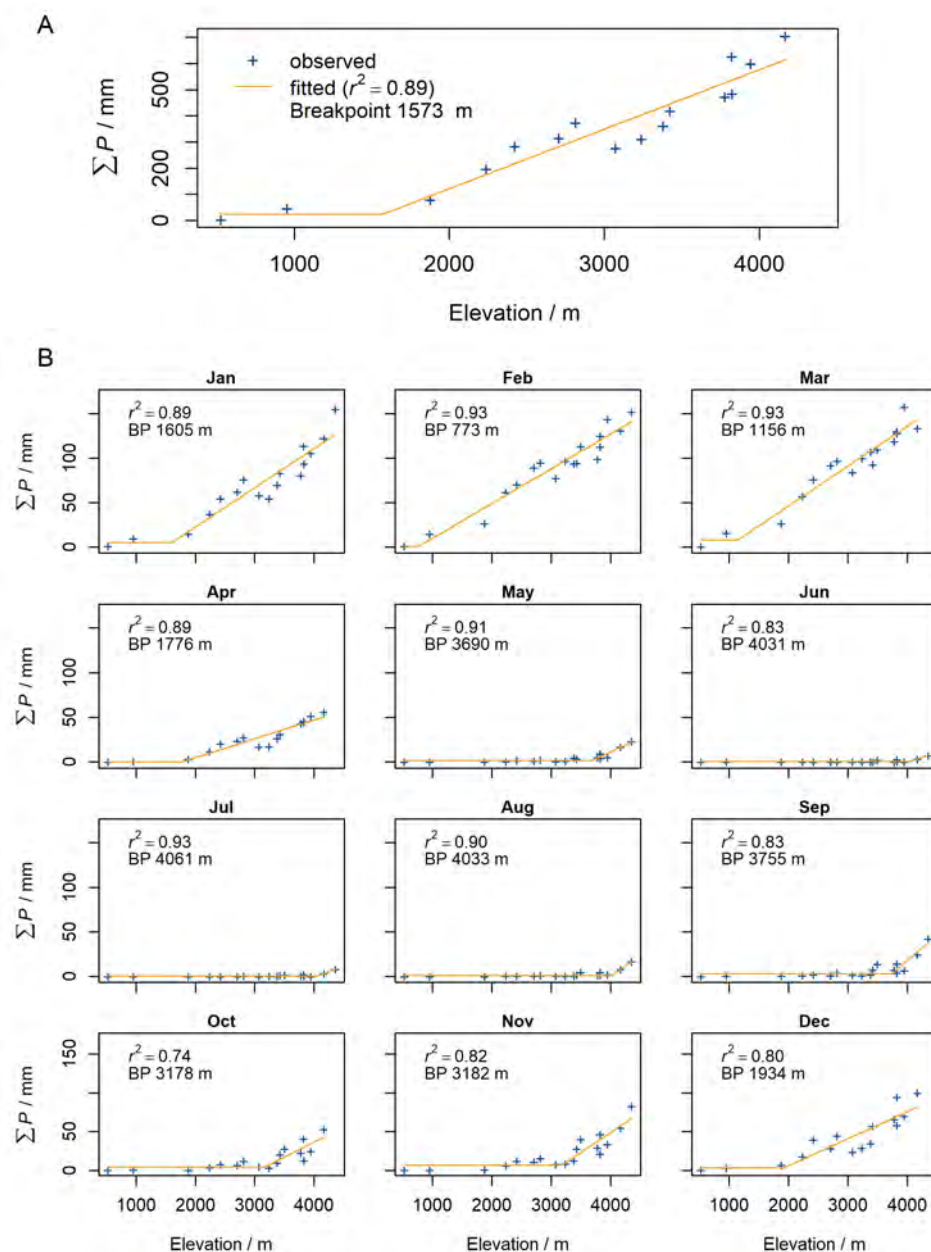 A
observed
fitted (r² = 0.89)
Breakpoint 1573 m
∑P / mm
0
200
500
1000 2000 3000 4000
Elevation / m
B
Jan
r² = 0.89
BP 1605 m
Feb
r² = 0.93
BP 773 m
Mar
r² = 0.93
BP 1156 m
∑P / mm
0
50
100
Apr
r² = 0.89
BP 1776 m
May
r² = 0.91
BP 3690 m
Jun
r² = 0.83
BP 4031 m
∑P / mm
0
50
100
Jul
r² = 0.93
BP 4061 m
Aug
r² = 0.90
BP 4033 m
Sep
r² = 0.83
BP 3755 m
∑P / mm
0
50
100
Oct
r² = 0.74
BP 3178 m
Nov
r² = 0.82
BP 3182 m
Dec
r² = 0.80
BP 1934 m
∑P / mm
0
50
100
150
1000 2000 3000 4000
1000 2000 3000 4000
1000 2000 3000 4000
Elevation / m
Elevation / m
Elevation / m